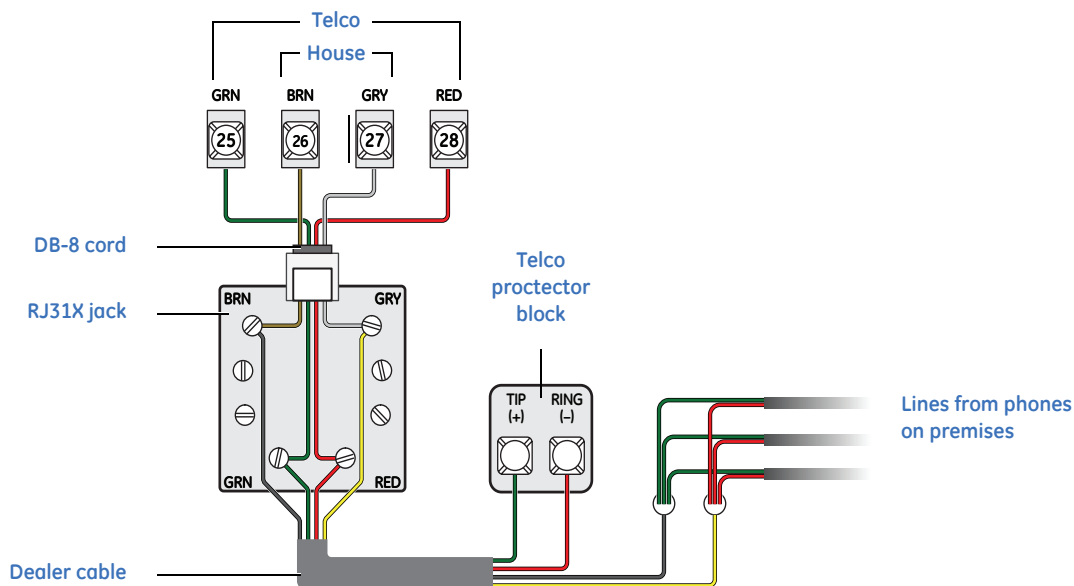 Telco
House
GRN BRN GRY RED
25 26 27 28
DB-8 cord
RJ31X jack
BRN GRY
GRN RED
Telco
proctector
block
TIP RING
(+) (–)
Lines from phones
on premises
Dealer cable